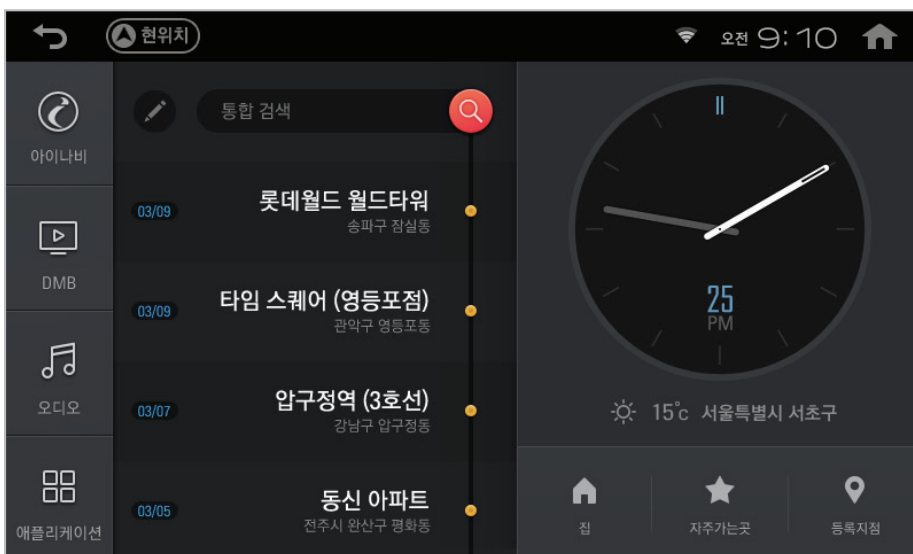 현위치
오전 9:10
아이나비
DMB
오디오
애플리케이션
통합 검색
03/09
롯데월드 월드타워
송파구 잠실동
03/09
타임 스퀘어 (영등포점)
관악구 영등포동
03/07
압구정역 (3호선)
강남구 압구정동
03/05
동신 아파트
전주시 완산구 평화동
25
PM
15°c 서울특별시 서초구
집
자주가는곳
등록지점